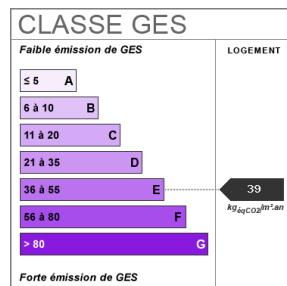 CLASSE GES
Faible émission de GES
LOGEMENT
≤ 5 A
6 à 10 B
11 à 20 C
21 à 35 D
36 à 55 E
39
kgéqCO2/m².an
56 à 80 F
> 80 G
Forte émission de GES